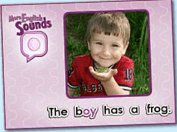 More English
Sounds
The boy has a frog.